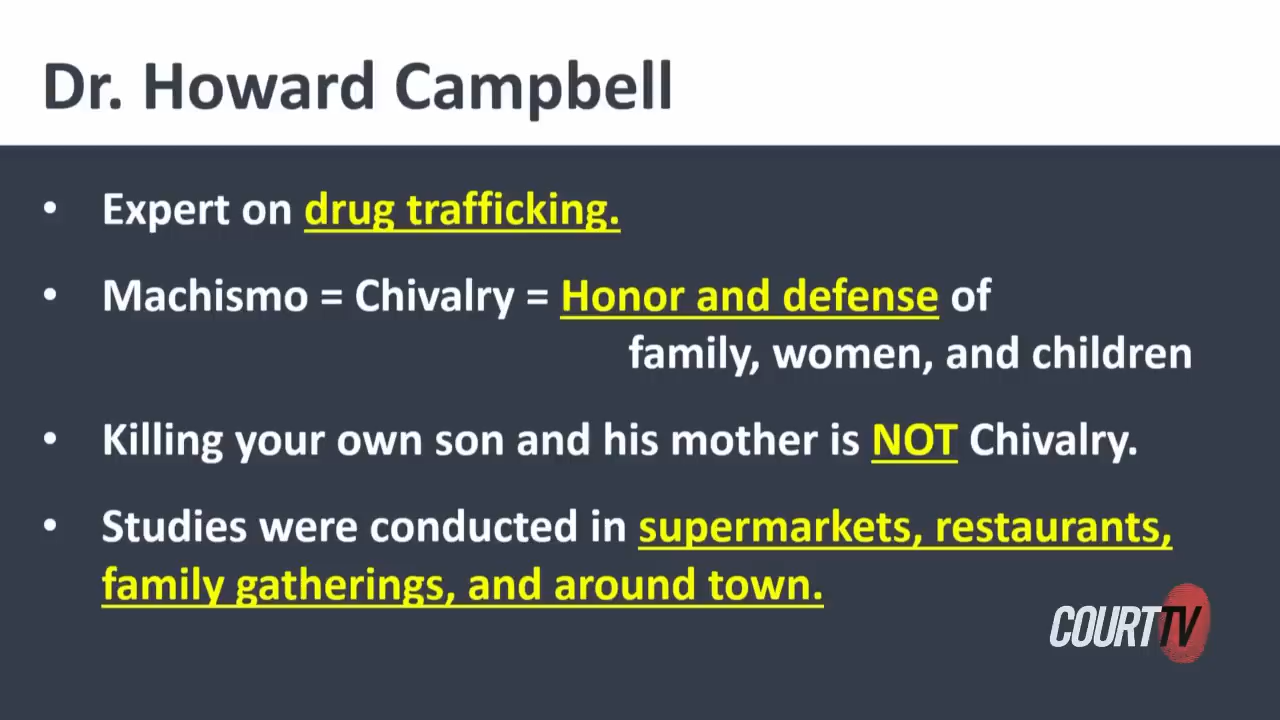 Dr. Howard Campbell
• Expert on drug trafficking.
• Machismo = Chivalry = Honor and defense of
family, women, and children
• Killing your own son and his mother is NOT Chivalry.
• Studies were conducted in supermarkets, restaurants,
family gatherings, and around town.
COURT TV